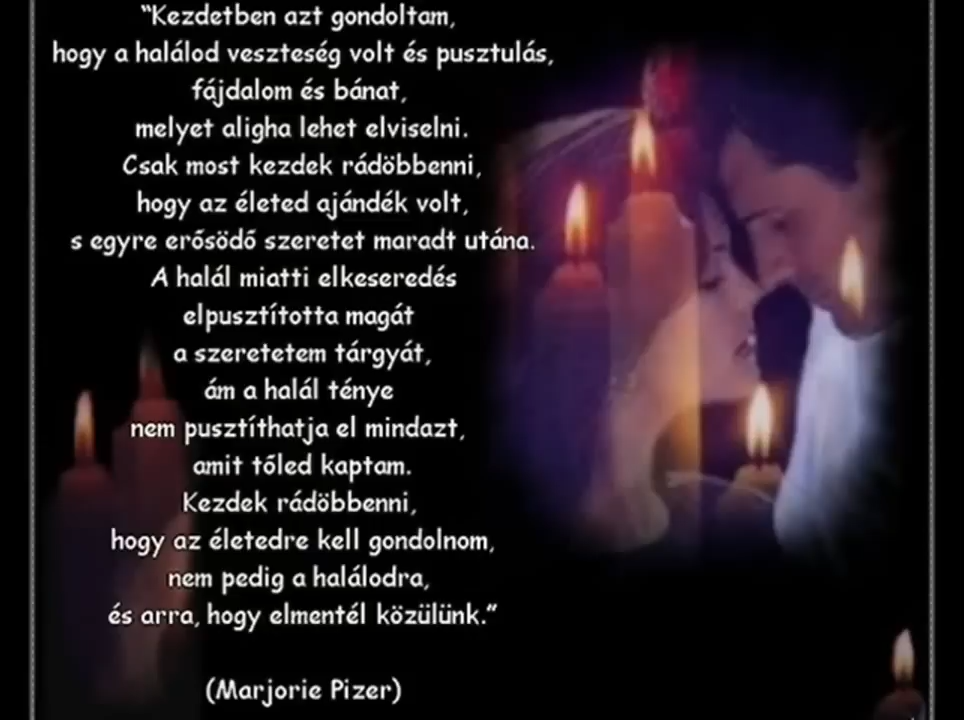 “Kezdetben azt gondoltam,
hogy a halálod veszteség volt és pusztulás,
fájdalom és bánat,
melyet aligha lehet elviselni.
Csak most kezdek rádöbbenni,
hogy az életed ajándék volt,
s egyre erősödő szeretet maradt utána.
A halál miatti elkeseredés
elpusztította magát
a szeretetem tárgyát,
ám a halál ténye
nem pusztíthatja el mindazt,
amit tőled kaptam.
Kezdek rádöbbenni,
hogy az életedre kell gondolnom,
nem pedig a halálodra,
és arra, hogy elmentél közülünk.”
(Marjorie Pizer)